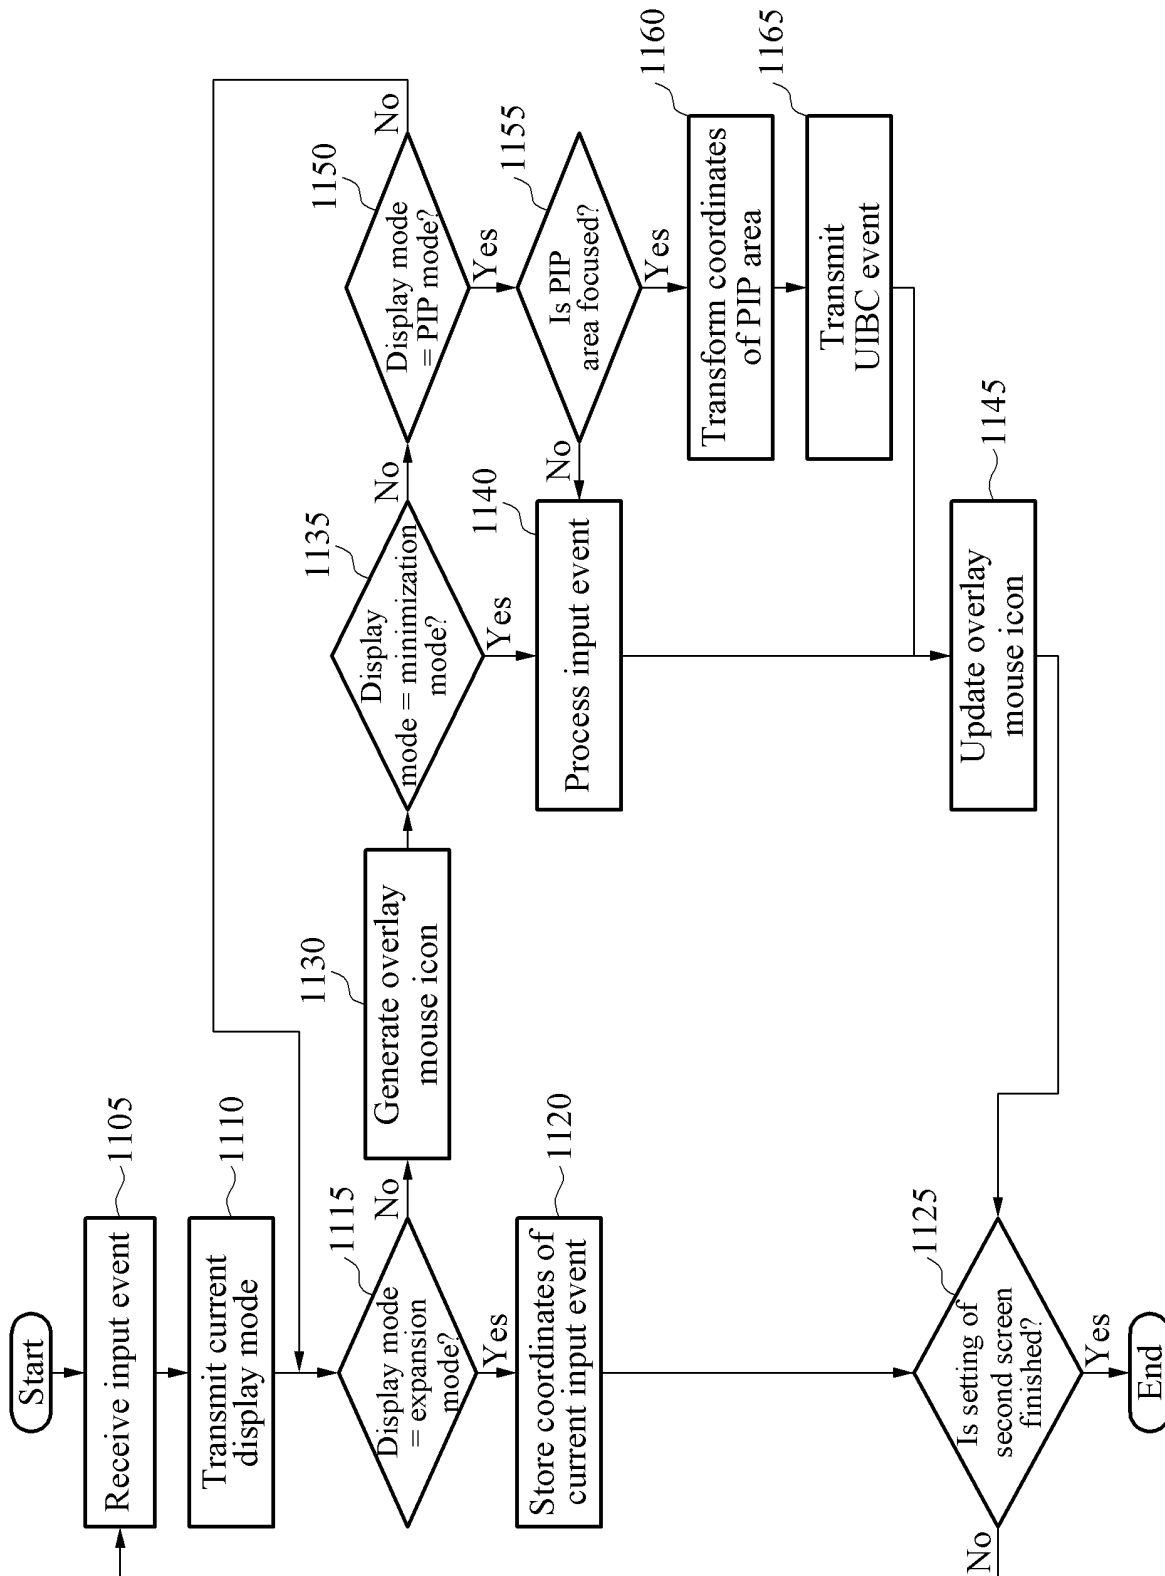 Start
Receive input event
1105
Transmit current
display mode
1110
Display mode
= expansion
mode?
1115
No
Yes
Store coordinates of
current input event
1120
Is setting of
second screen
finished?
1125
No
Yes
End
Generate overlay
mouse icon
1130
Display
mode = minimization
mode?
1135
No
Yes
Process input event
1140
Update overlay
mouse icon
1145
Display mode
= PIP mode?
1150
No
Yes
Is PIP
area focused?
1155
No
Yes
Transform coordinates
of PIP area
1160
Transmit
UIBC event
1165